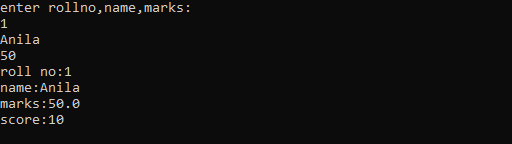 enter rollno,name,marks:
1
Anila
50
roll no:1
name:Anila
marks:50.0
score:10